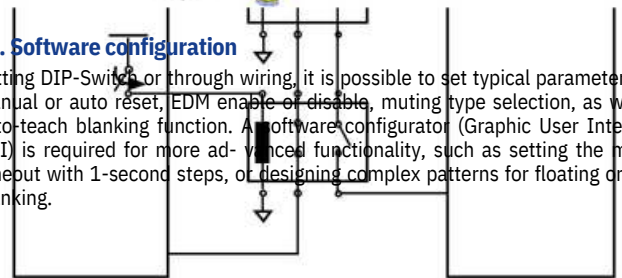 . Software configuration
tting DIP-Switch or through wiring, it is possible to set typical parameter
nual or auto reset, EDM enable or disable, muting type selection, as w
to-teach blanking function. A software configurator (Graphic User Inte
I) is required for more ad- vanced functionality, such as setting the m
eout with 1-second steps, or designing complex patterns for floating or
nking.